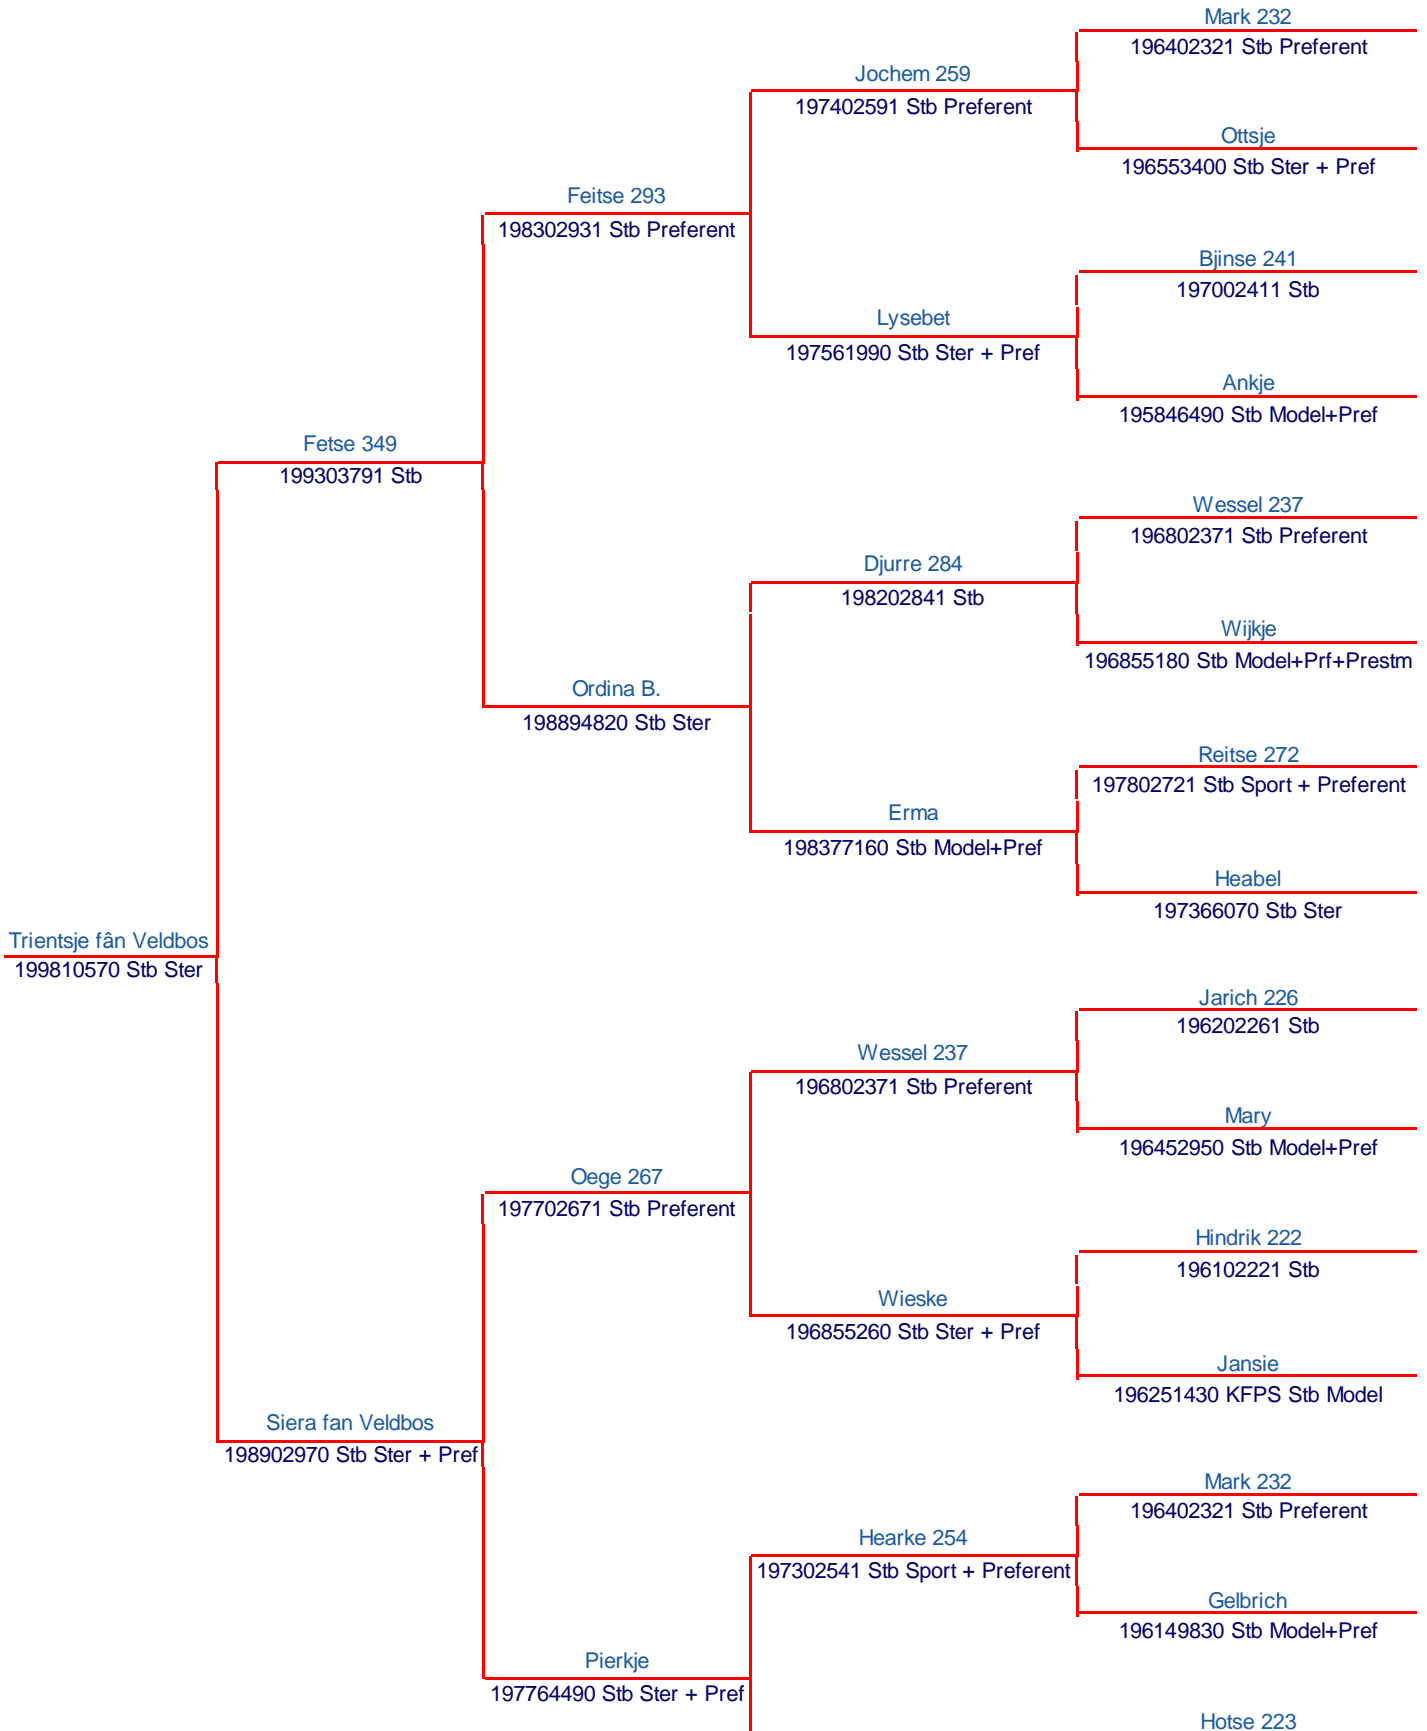 Mark 232
196402321 Stb Preferent
Jochem 259
197402591 Stb Preferent
Ottsje
196553400 Stb Ster + Pref
Feitse 293
198302931 Stb Preferent
Bjinse 241
197002411 Stb
Lysebet
197561990 Stb Ster + Pref
Ankje
195846490 Stb Model+Pref
Fetse 349
199303791 Stb
Wessel 237
196802371 Stb Preferent
Djurre 284
198202841 Stb
Wijkje
196855180 Stb Model+Prf+Prestm
Ordina B.
198894820 Stb Ster
Reitse 272
197802721 Stb Sport + Preferent
Erma
198377160 Stb Model+Pref
Heabel
197366070 Stb Ster
Trientsje fân Veldbos
199810570 Stb Ster
Jarich 226
196202261 Stb
Wessel 237
196802371 Stb Preferent
Mary
196452950 Stb Model+Pref
Oege 267
197702671 Stb Preferent
Hindrik 222
196102221 Stb
Wieske
196855260 Stb Ster + Pref
Jansie
196251430 KFPS Stb Model
Siera fan Veldbos
198902970 Stb Ster + Pref
Mark 232
196402321 Stb Preferent
Hearke 254
197302541 Stb Sport + Preferent
Gelbrich
196149830 Stb Model+Pref
Pierkje
197764490 Stb Ster + Pref
Hotse 223